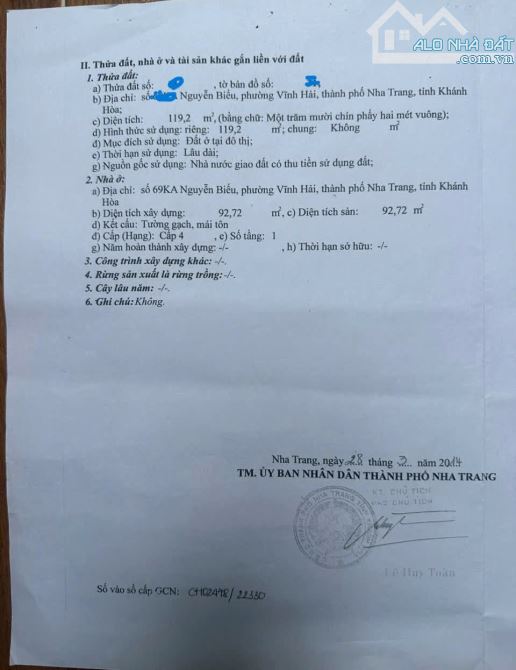 ALO NHÀ ĐẤT
.com.vn
II. Thửa đất, nhà ở và tài sản khác gắn liền với đất
1. Thửa đất:
a) Thửa đất số: , tờ bản đồ số:
b) Địa chỉ: số Nguyễn Biểu, phường Vĩnh Hải, thành phố Nha Trang, tỉnh Khánh
Hòa;
c) Diện tích: 119,2 m², (bằng chữ: Một trăm mười chín phẩy hai mét vuông);
d) Hình thức sử dụng: riêng: 119,2 m²; chung: Không m²
đ) Mục đích sử dụng: Đất ở tại đô thị;
e) Thời hạn sử dụng: Lâu dài;
g) Nguồn gốc sử dụng: Nhà nước giao đất có thu tiền sử dụng đất;
2. Nhà ở:
a) Địa chỉ: số 69KA Nguyễn Biểu, phường Vĩnh Hải, thành phố Nha Trang, tỉnh Khánh
Hòa
b) Diện tích xây dựng: 92,72 m², c) Diện tích sàn: 92,72 m²
d) Kết cấu: Tường gạch, mái tôn
đ) Cấp (Hạng): Cấp 4 , e) Số tầng: 1
g) Năm hoàn thành xây dựng: -/- , h) Thời hạn sở hữu: -/-
3. Công trình xây dựng khác: -/-.
4. Rừng sản xuất là rừng trồng: -/-.
5. Cây lâu năm: -/-.
6. Ghi chú: Không.
Nha Trang, ngày 28 tháng 3 năm 2014
TM. ỦY BAN NHÂN DÂN THÀNH PHỐ NHA TRANG
KT. CHỦ TỊCH
PHÓ CHỦ TỊCH
Lê Huy Toàn
Số vào sổ cấp GCN: CH02498/22330